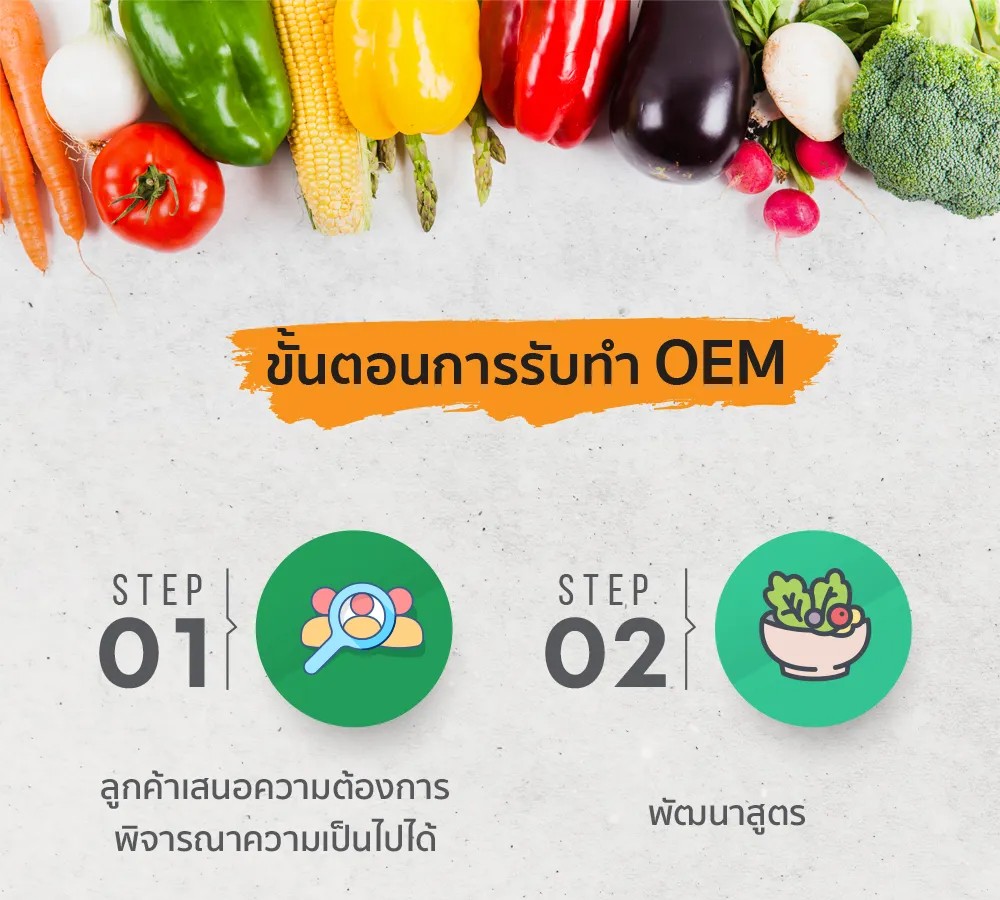 ขั้นตอนการรับทำ OEM
STEP
01
ลูกค้าเสนอความต้องการ
พิจารณาความเป็นไปได้
STEP
02
พัฒนาสูตร